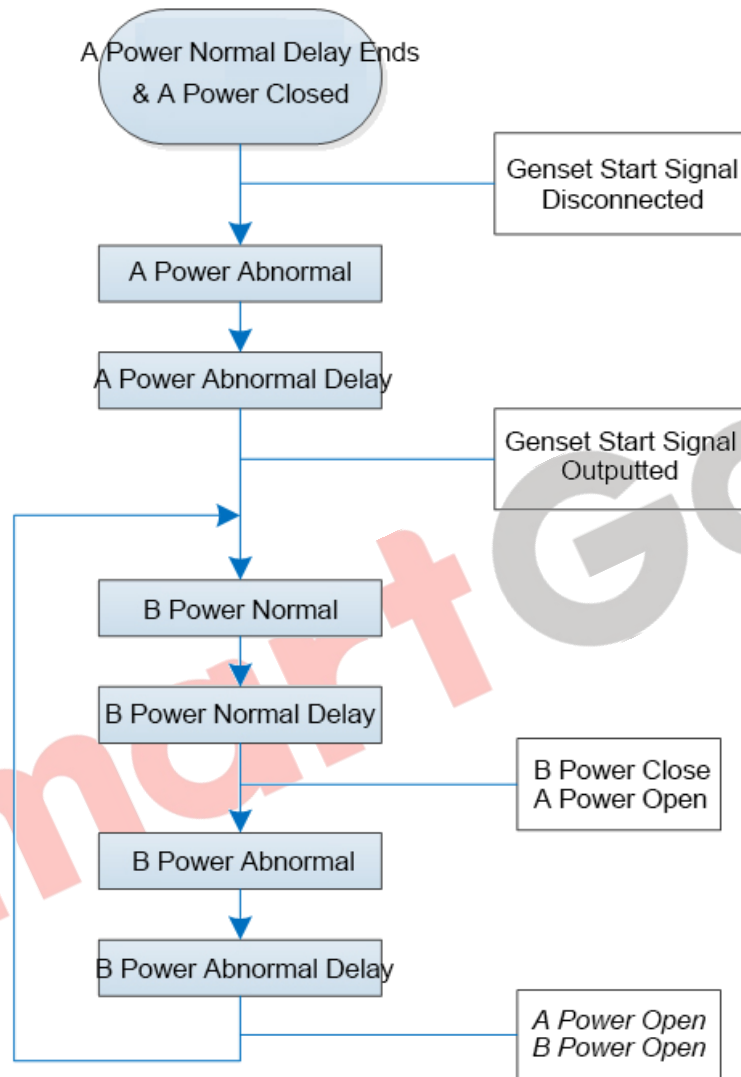 A Power Normal Delay Ends
& A Power Closed
Genset Start Signal
Disconnected
A Power Abnormal
A Power Abnormal Delay
Genset Start Signal
Outputted
B Power Normal
B Power Normal Delay
B Power Close
A Power Open
B Power Abnormal
B Power Abnormal Delay
A Power Open
B Power Open
martG